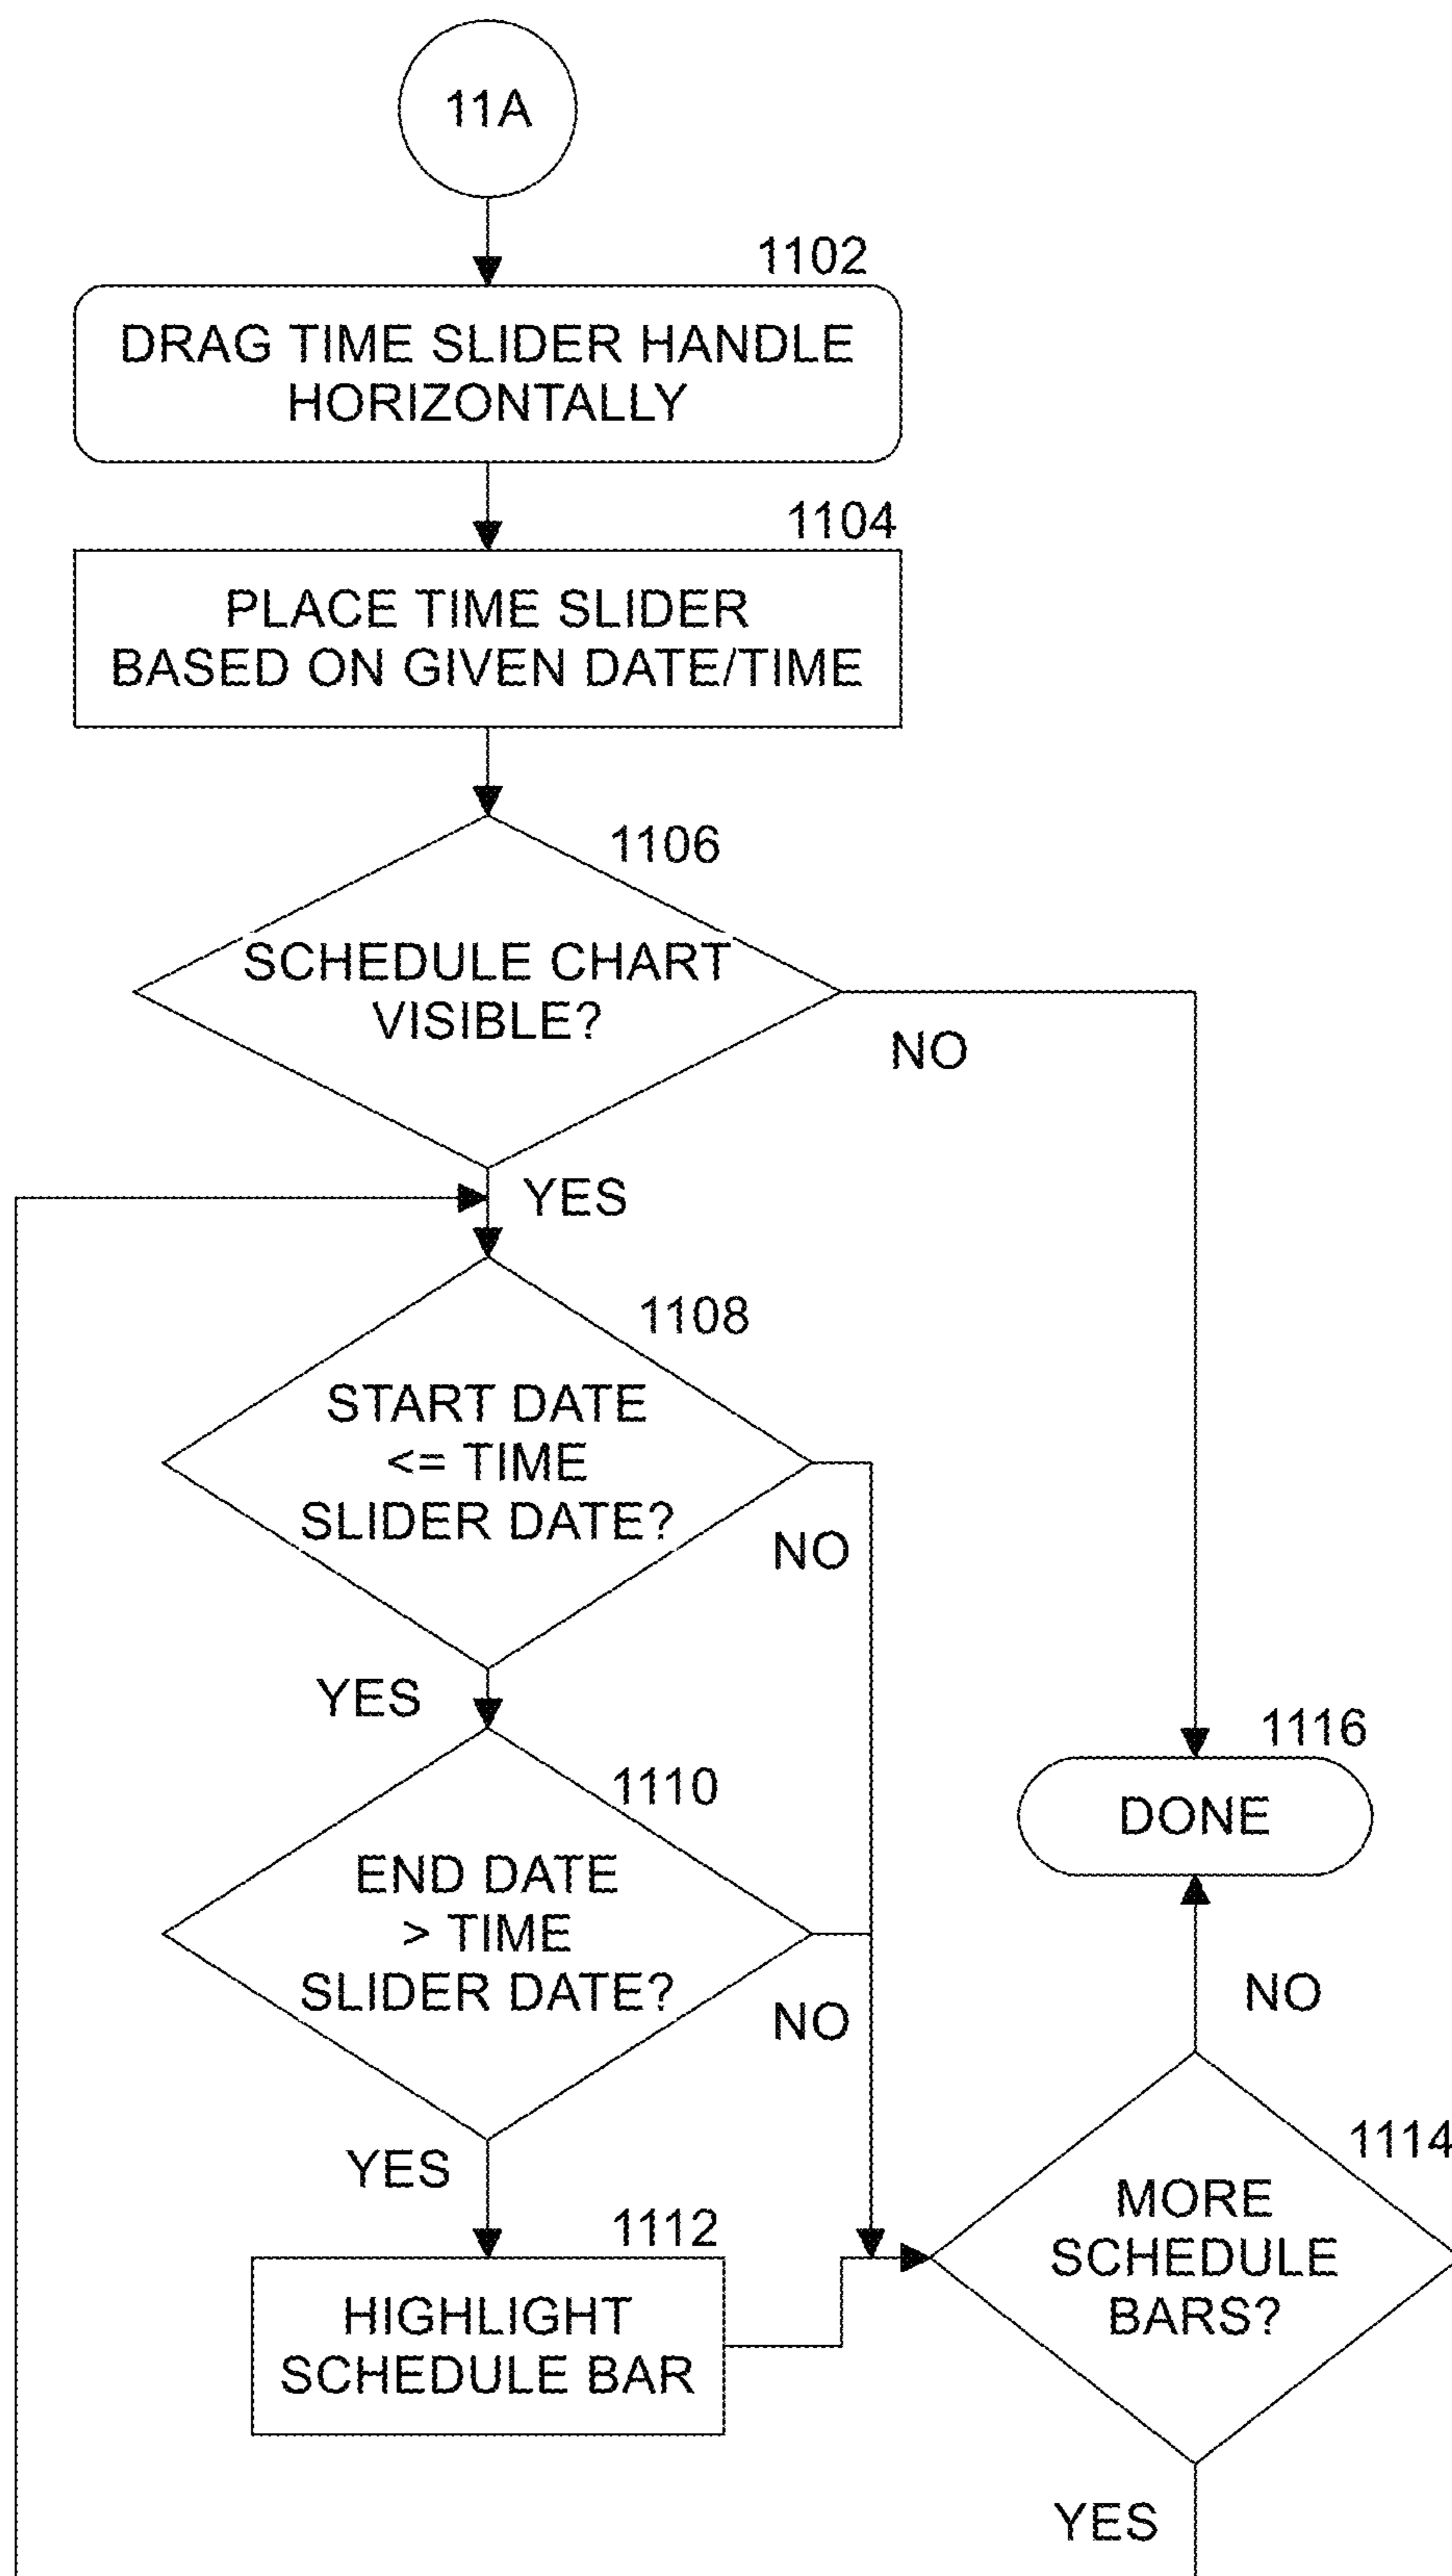 11A
1102
DRAG TIME SLIDER HANDLE
HORIZONTALLY
1104
PLACE TIME SLIDER
BASED ON GIVEN DATE/TIME
1106
SCHEDULE CHART
VISIBLE?
NO
YES
1108
START DATE
<= TIME
SLIDER DATE?
NO
YES
1110
END DATE
> TIME
SLIDER DATE?
NO
YES
1112
HIGHLIGHT
SCHEDULE BAR
1116
DONE
NO
1114
MORE
SCHEDULE
BARS?
YES